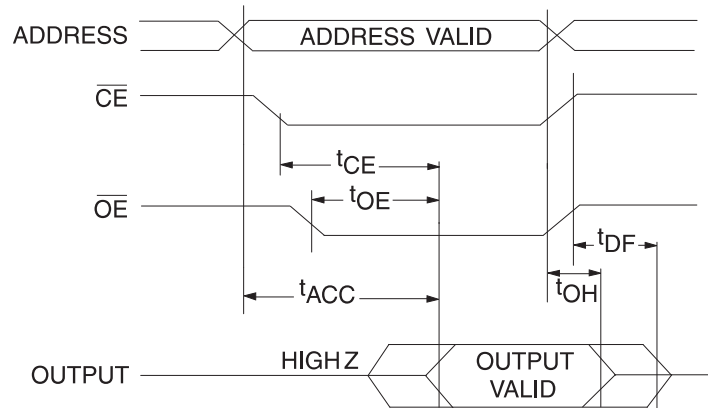 ADDRESS
ADDRESS VALID
CE
tCE
OE
tOE
tDF
tACC
tOH
OUTPUT
HIGH Z
OUTPUT
VALID